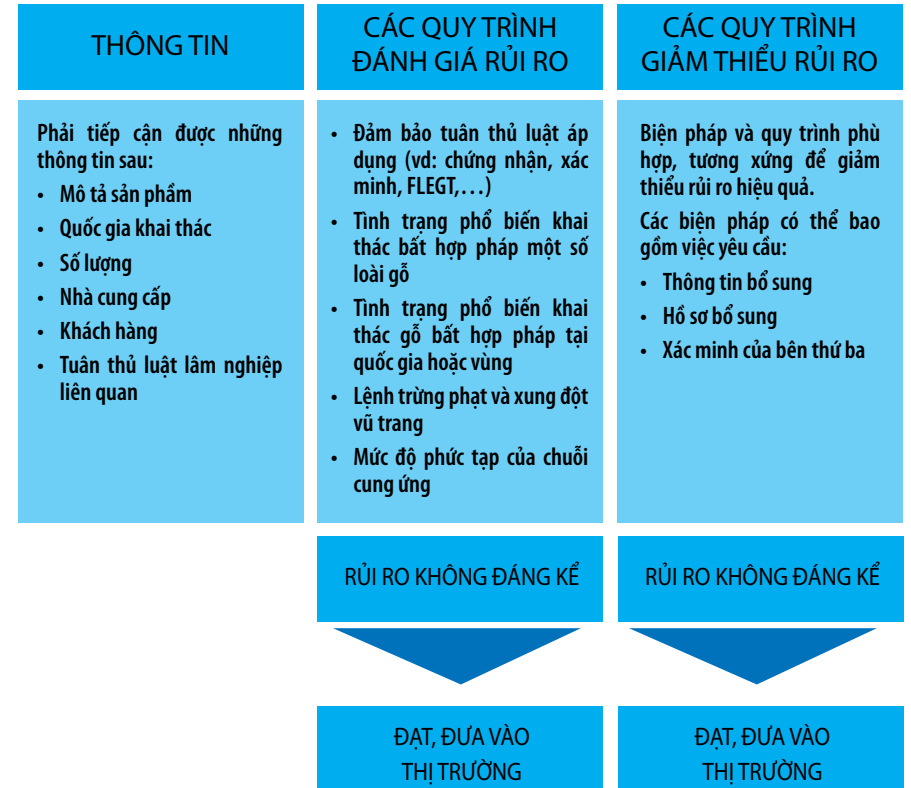 THÔNG TIN
Phải tiếp cận được những
thông tin sau:
• Mô tả sản phẩm
• Quốc gia khai thác
• Số lượng
• Nhà cung cấp
• Khách hàng
• Tuân thủ luật lâm nghiệp
liên quan
CÁC QUY TRÌNH
ĐÁNH GIÁ RỦI RO
• Đảm bảo tuân thủ luật áp
dụng (vd: chứng nhận, xác
minh, FLEGT,…)
• Tình trạng phổ biến khai
thác bất hợp pháp một số
loài gỗ
• Tình trạng phổ biến khai
thác gỗ bất hợp pháp tại
quốc gia hoặc vùng
• Lệnh trừng phạt và xung đột
vũ trang
• Mức độ phức tạp của chuỗi
cung ứng
RỦI RO KHÔNG ĐÁNG KỂ
ĐẠT, ĐƯA VÀO
THỊ TRƯỜNG
CÁC QUY TRÌNH
GIẢM THIỂU RỦI RO
Biện pháp và quy trình phù
hợp, tương xứng để giảm
thiểu rủi ro hiệu quả.
Các biện pháp có thể bao
gồm việc yêu cầu:
• Thông tin bổ sung
• Hồ sơ bổ sung
• Xác minh của bên thứ ba
RỦI RO KHÔNG ĐÁNG KỂ
ĐẠT, ĐƯA VÀO
THỊ TRƯỜNG